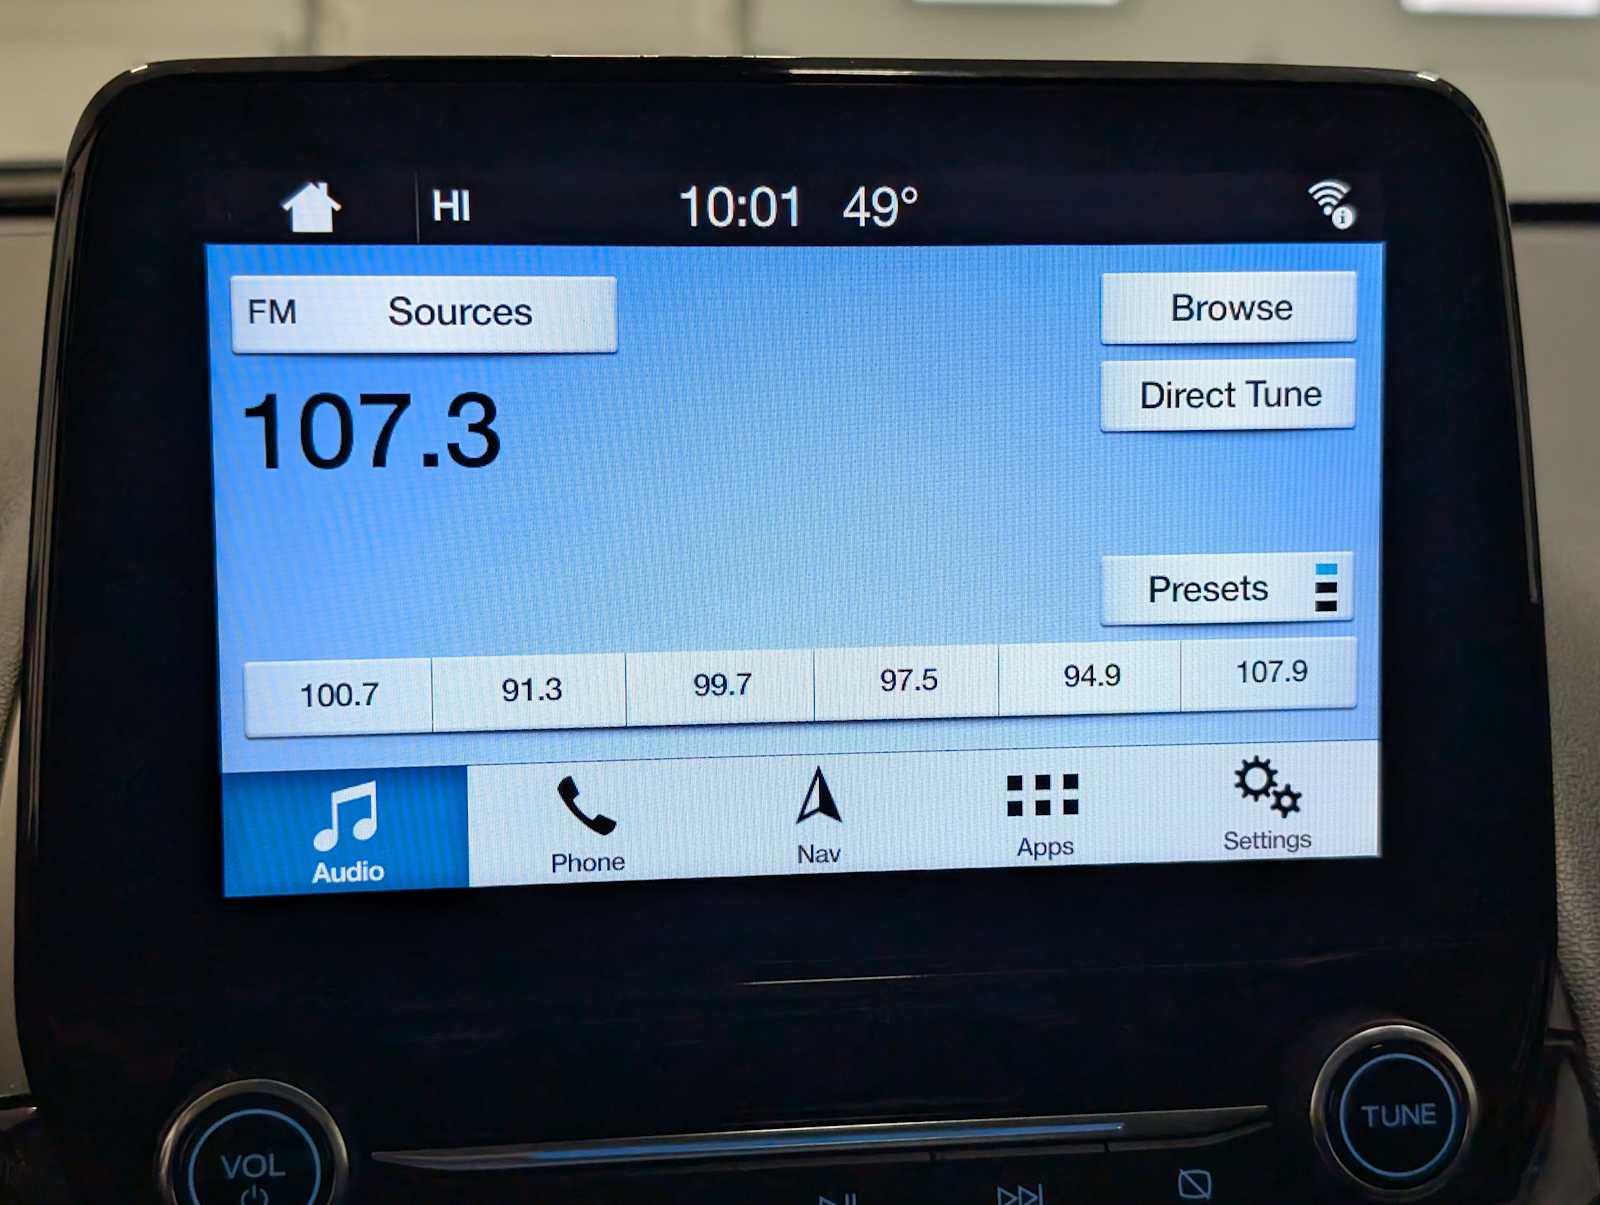 HI 10:01 49°
FM Sources
Browse
107.3
Direct Tune
Presets
100.7 91.3 99.7 97.5 94.9 107.9
Audio Phone Nav Apps Settings
VOL
TUNE